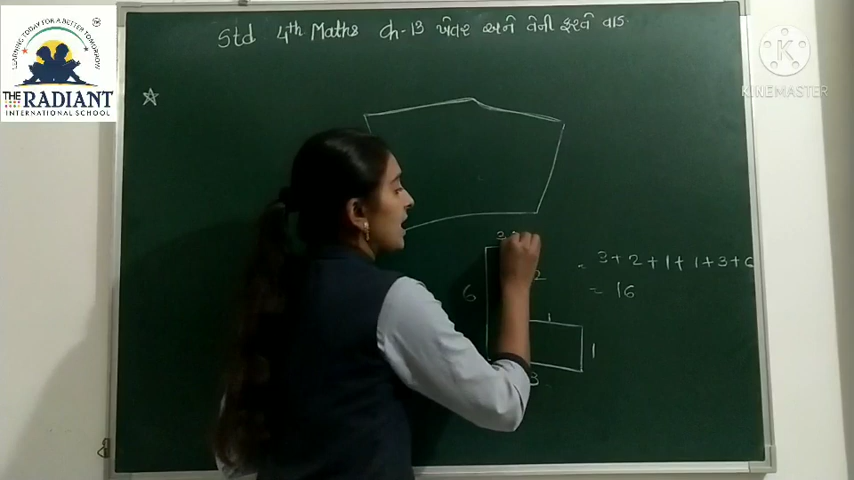 LEARNING TODAY FOR A BETTER TOMORROW
THE RADIANT
INTERNATIONAL SCHOOL
K
KINEMASTER
Std 4th Maths Ch-13 ખેતર અને તેની ફરતે વાડ
6
2
= 3+2+1+1+3+6
= 16
1
1
3